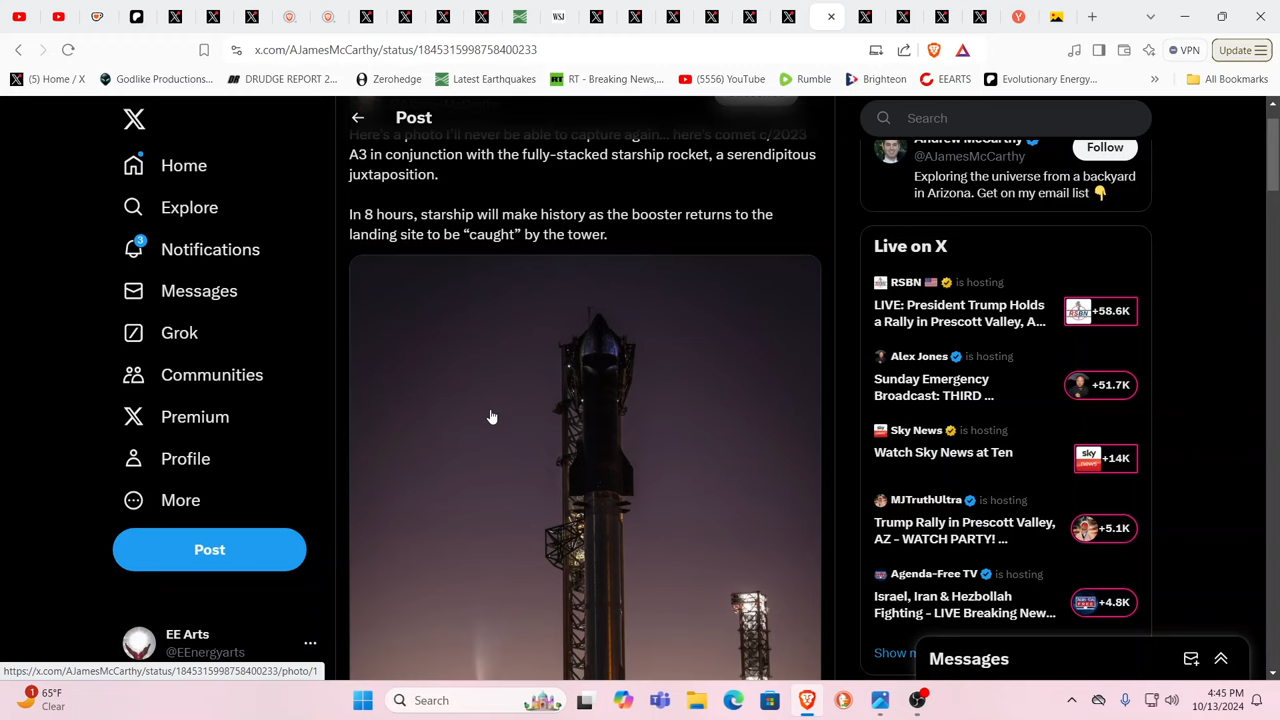 WSJ
x.com/AJamesMcCarthy/status/1845315998758400233
VPN
Update
(5) Home / X
Godlike Productions...
DRUDGE REPORT 2...
Zerohedge
Latest Earthquakes
RT - Breaking News,...
(5556) YouTube
Rumble
Brighteon
EEARTS
Evolutionary Energy...
All Bookmarks
Home
Explore
3
Notifications
Messages
Grok
Communities
Premium
Profile
More
Post
EE Arts
@EEnergyarts
Post
Here's a photo I'll never be able to capture again... here's comet c/2023
A3 in conjunction with the fully-stacked starship rocket, a serendipitous
juxtaposition.
In 8 hours, starship will make history as the booster returns to the
landing site to be “caught” by the tower.
Search
Andrew McCarthy
@AJamesMcCarthy
Follow
Exploring the universe from a backyard
in Arizona. Get on my email list
Live on X
RSBN is hosting
LIVE: President Trump Holds
a Rally in Prescott Valley, A...
+58.6K
Alex Jones is hosting
Sunday Emergency
Broadcast: THIRD ...
+51.7K
Sky News is hosting
Watch Sky News at Ten
+14K
MJTruthUltra is hosting
Trump Rally in Prescott Valley,
AZ - WATCH PARTY! ...
+5.1K
Agenda-Free TV is hosting
Israel, Iran & Hezbollah
Fighting - LIVE Breaking New...
+4.8K
Show
Messages
https://x.com/AJamesMcCarthy/status/1845315998758400233/photo/1
1
65°F
Clear
Search
4:45 PM
10/13/2024